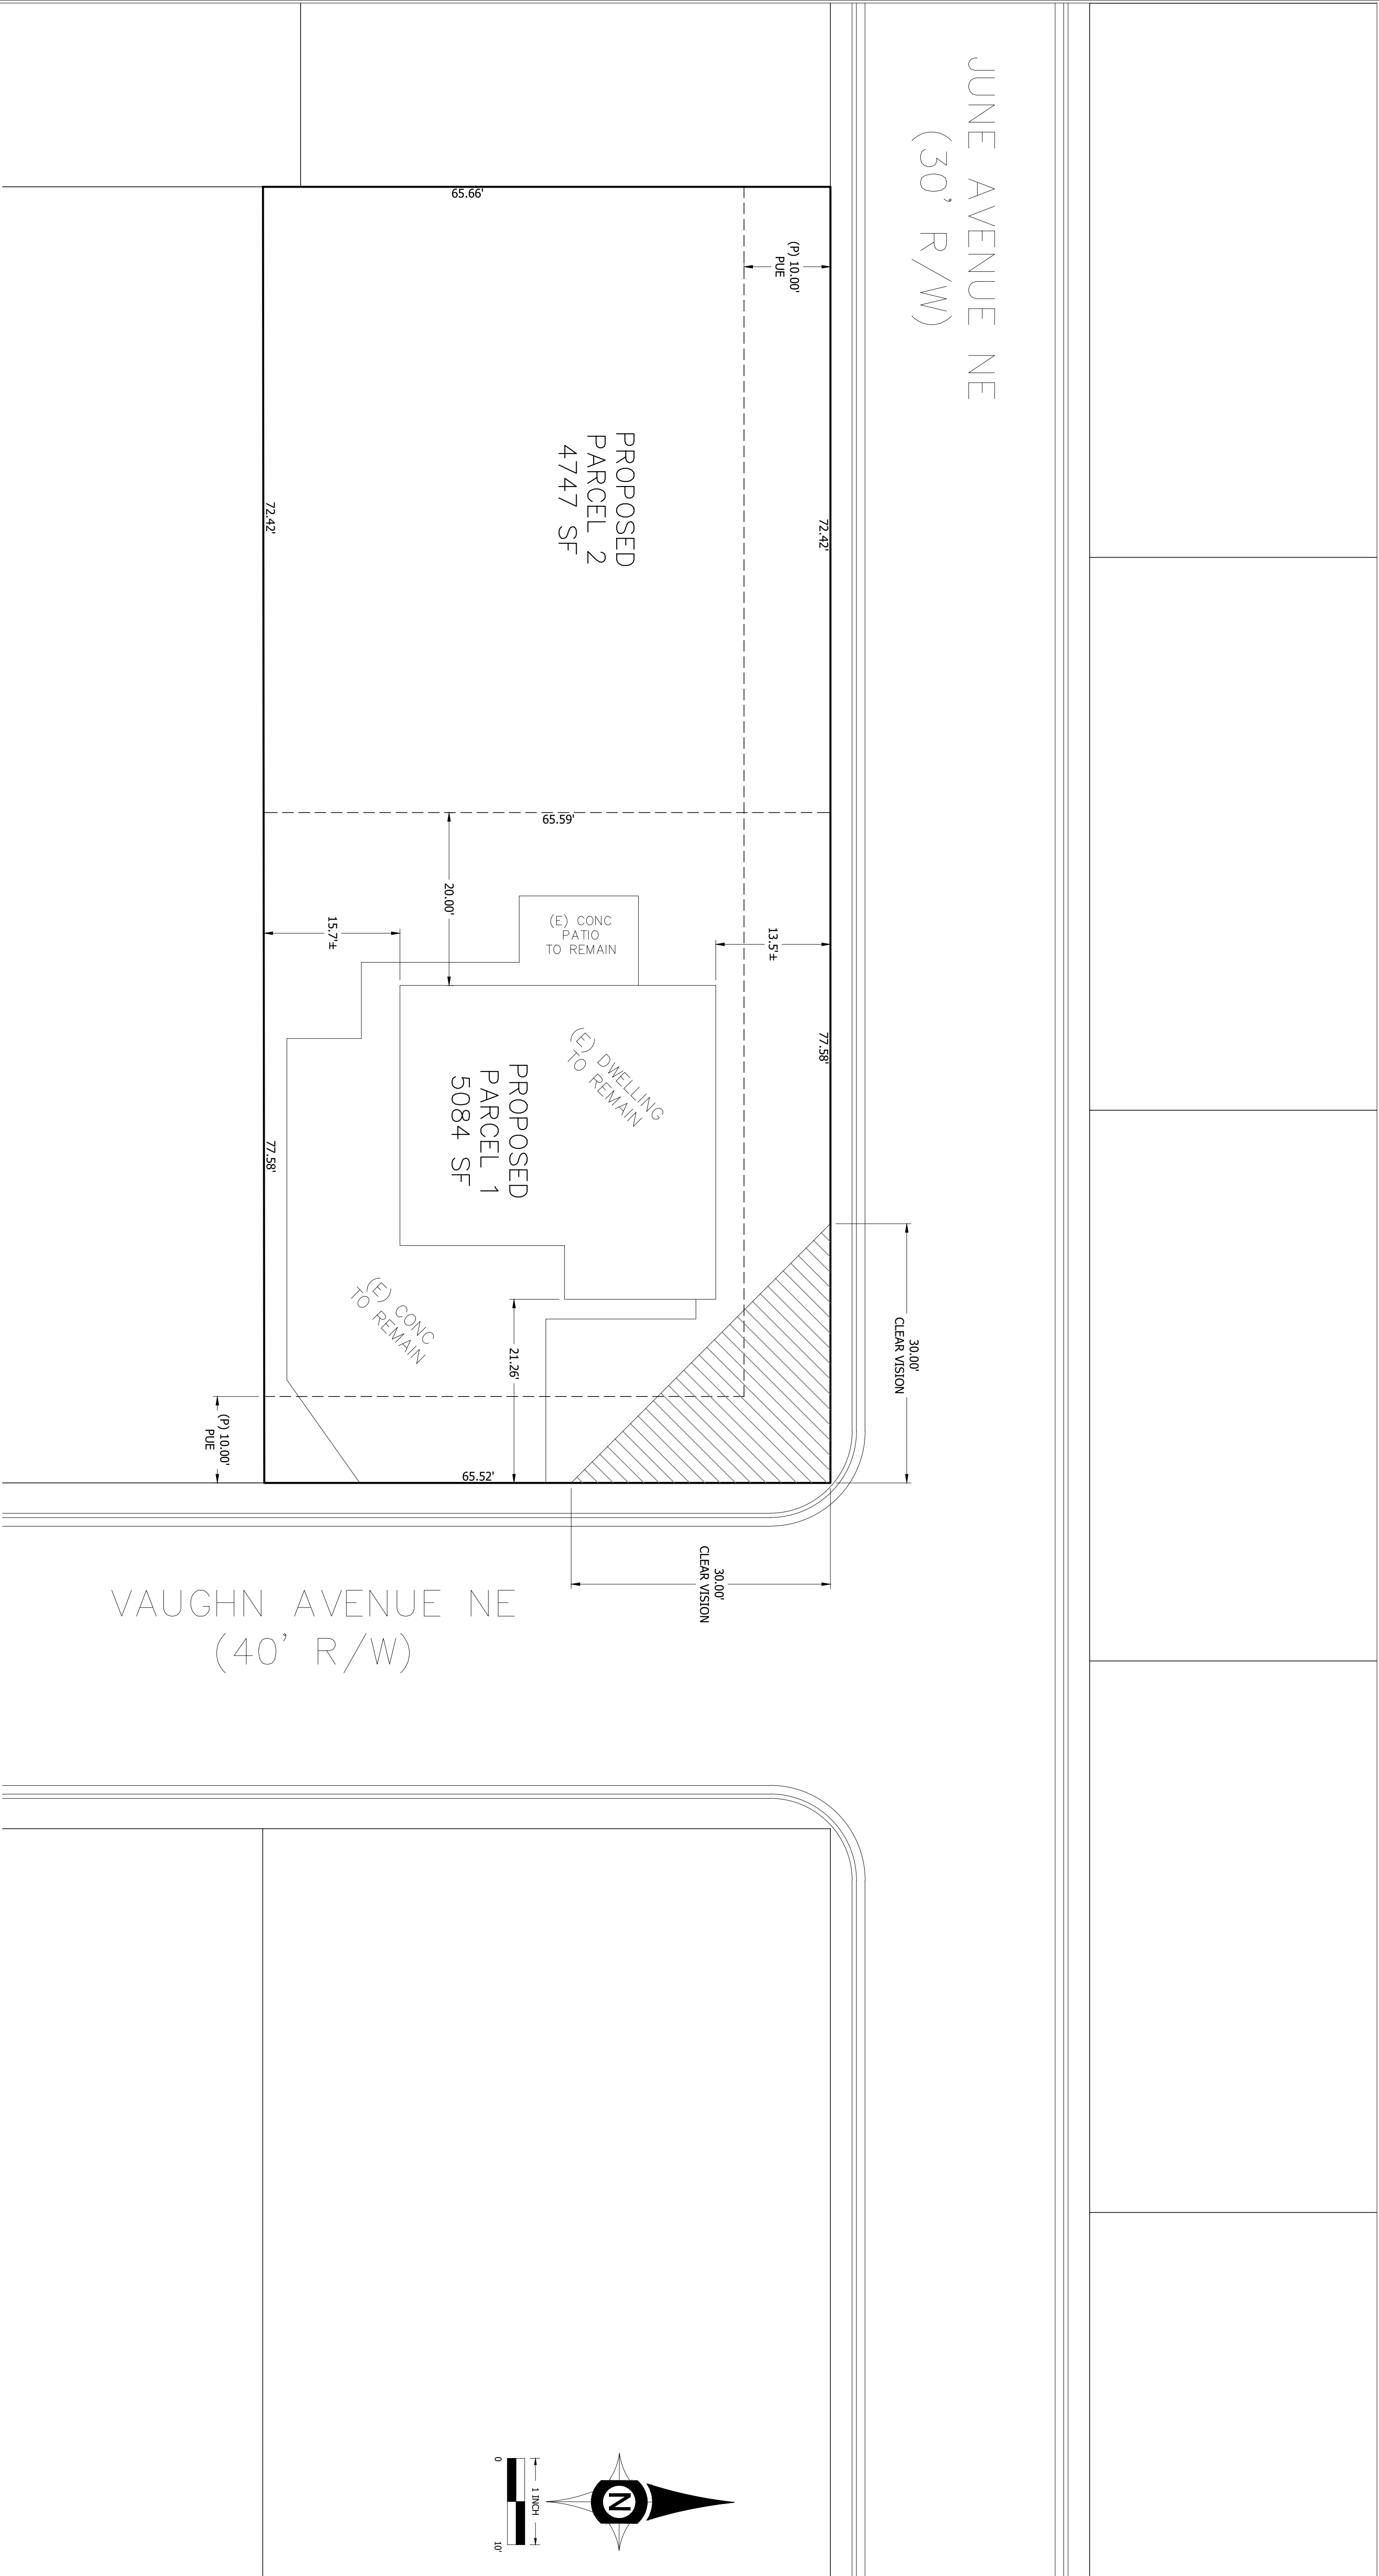 JUNE AVENUE NE
(30' R/W)
65.66'
(P) 10.00'
PUE
PROPOSED
PARCEL 2
4747 SF
72.42'
72.42'
65.59'
20.00'
15.7'±
13.5'±
(E) CONC
PATIO
TO REMAIN
(E) DWELLING
TO REMAIN
77.58'
PROPOSED
PARCEL 1
5084 SF
77.58'
(E) CONC
TO REMAIN
21.26'
30.00'
CLEAR VISION
(P) 10.00'
PUE
65.52'
30.00'
CLEAR VISION
VAUGHN AVENUE NE
(40' R/W)
N
1 INCH
0
10'